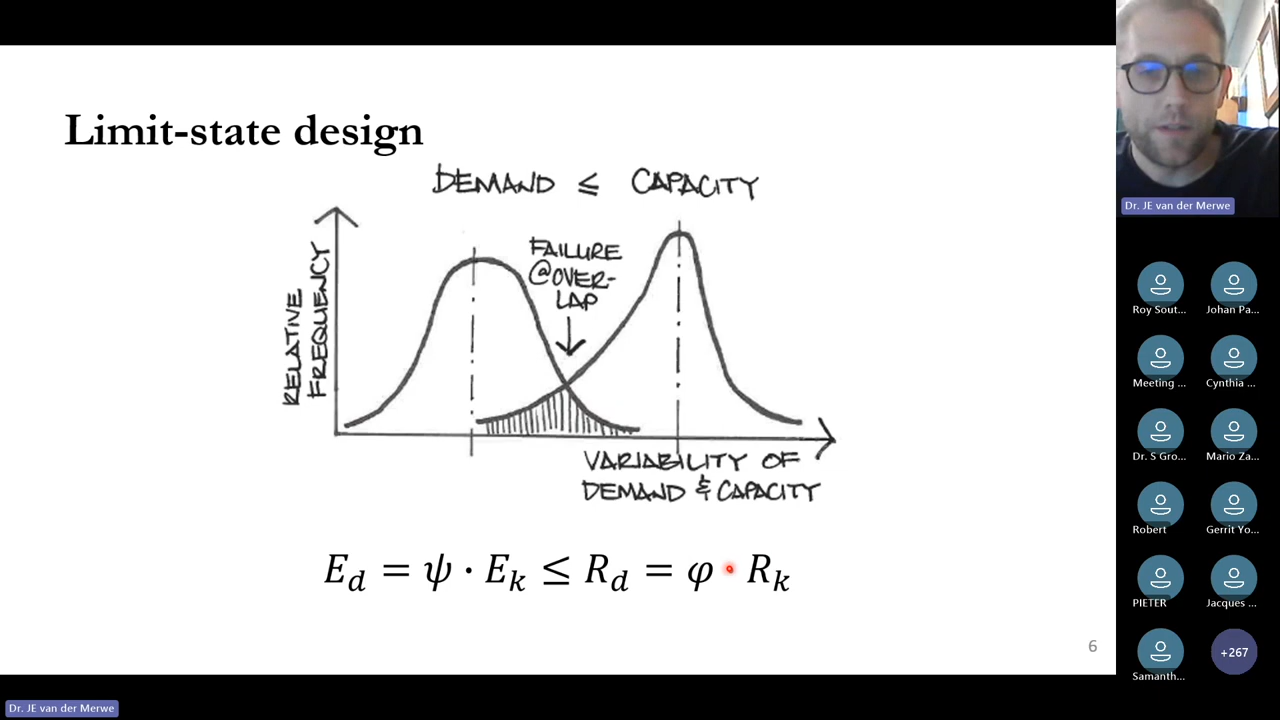 Limit-state design
DEMAND ≤ CAPACITY
FAILURE
@OVER-
LAP
RELATIVE
FREQUENCY
VARIABILITY OF
DEMAND & CAPACITY
E_d = ψ · E_k ≤ R_d = φ · R_k
6
Dr. JE van der Merwe
Roy Sout...
Johan Pa...
Meeting ...
Cynthia ...
Dr. S Gro...
Mario Za...
Robert
Gerrit Yo...
PIETER
Jacques ...
Samanth...
+267
Dr. JE van der Merwe